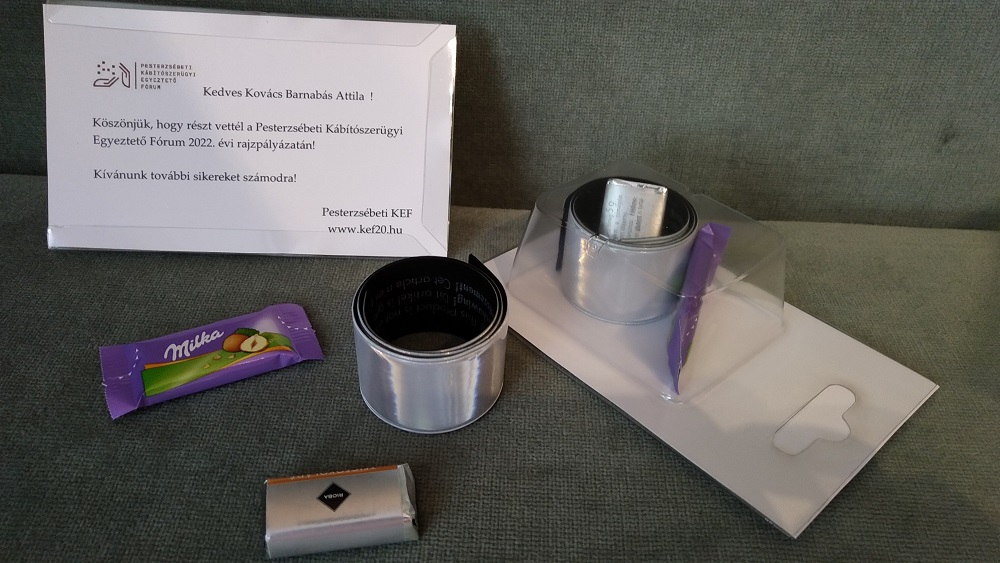 PESTERZSÉBETI
KÁBÍTÓSZERÜGYI
EGYEZTETŐ
FÓRUM
Kedves Kovács Barnabás Attila !
Köszönjük, hogy részt vettél a Pesterzsébeti Kábítószerügyi
Egyeztető Fórum 2022. évi rajzpályázatán!
Kívánunk további sikereket számodra!
Pesterzsébeti KEF
www.kef20.hu
Milka
RIOBA